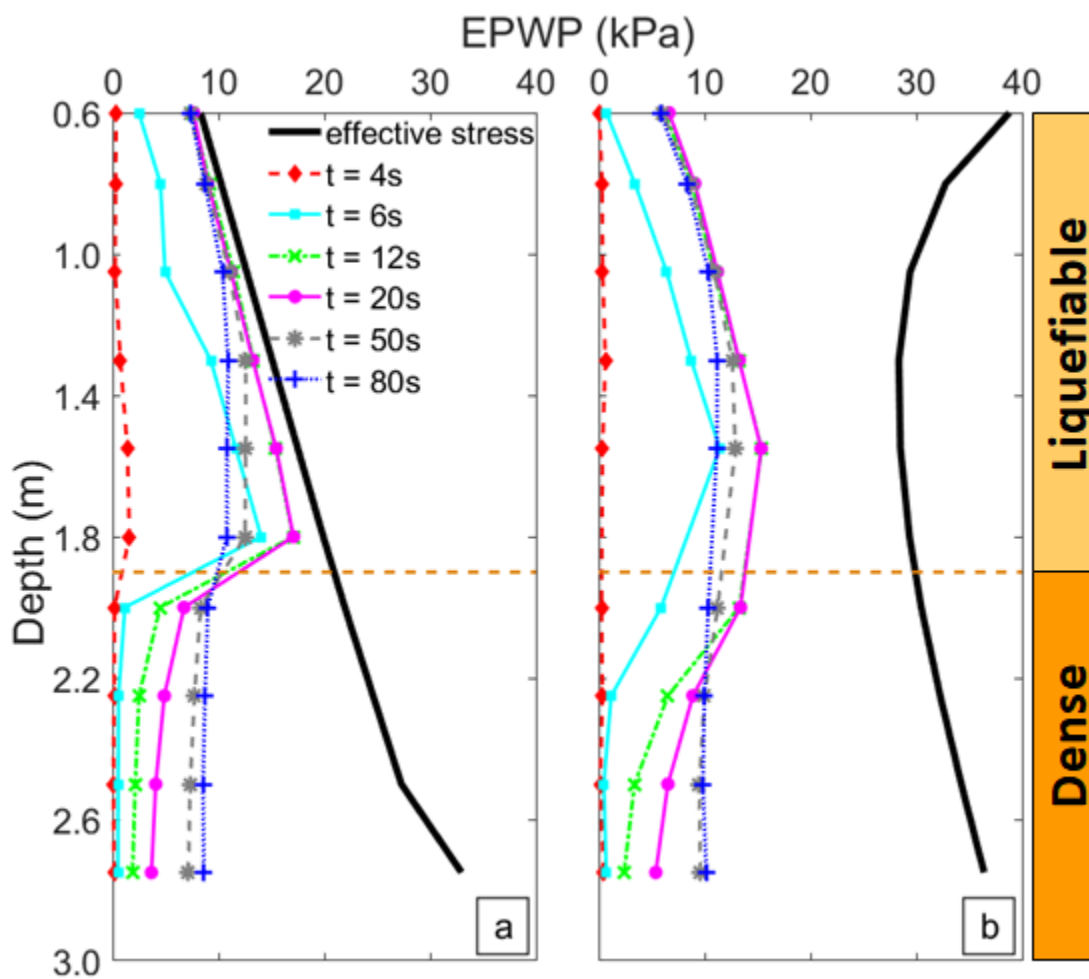 EPWP (kPa)
0 10 20 30 40 0 10 20 30 40
0.6
1.0
1.4
1.8
2.2
2.6
3.0
Depth (m)
effective stress
t = 4s
t = 6s
t = 12s
t = 20s
t = 50s
t = 80s
a
b
Liquefiable
Dense